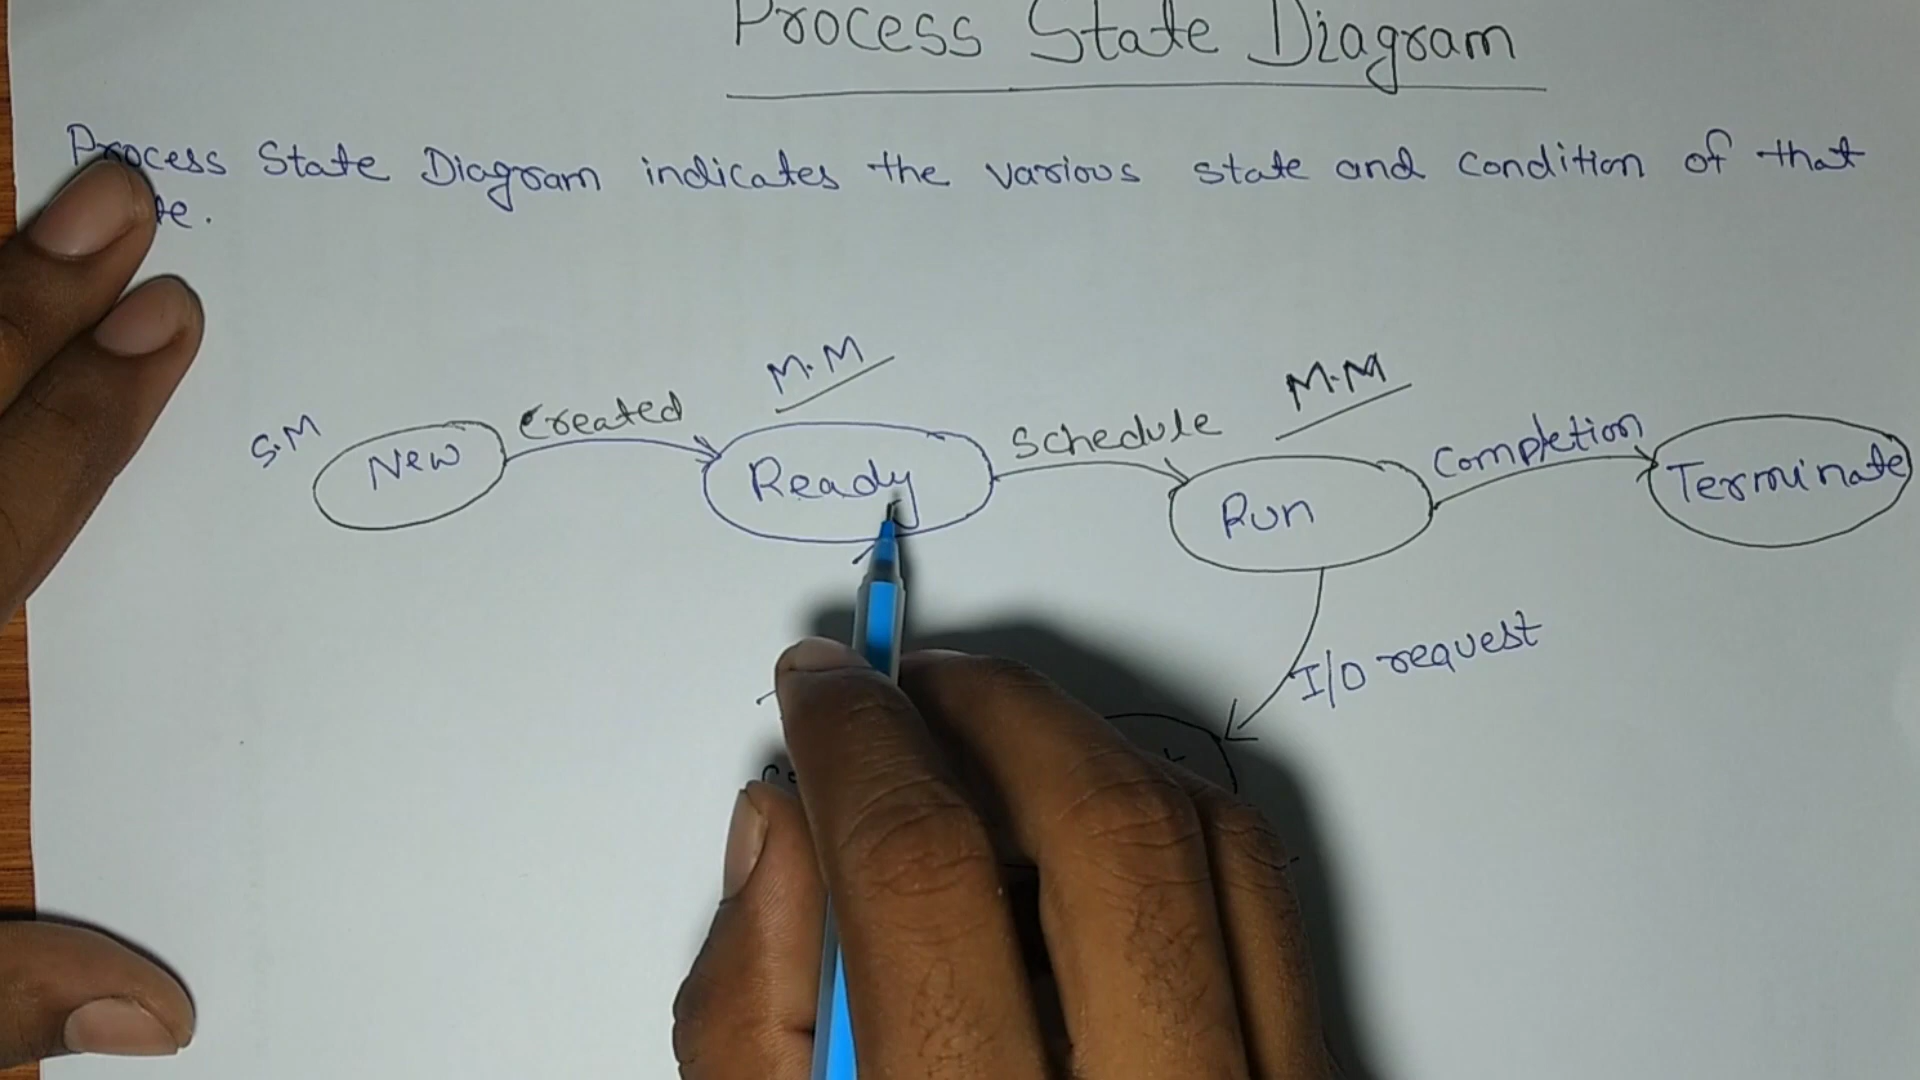 Process State Diagram
Process State Diagram indicates the various state and condition of that
M.M
M.M
S.M
New
Created
Ready
Schedule
Run
Completion
Terminate
I/O request